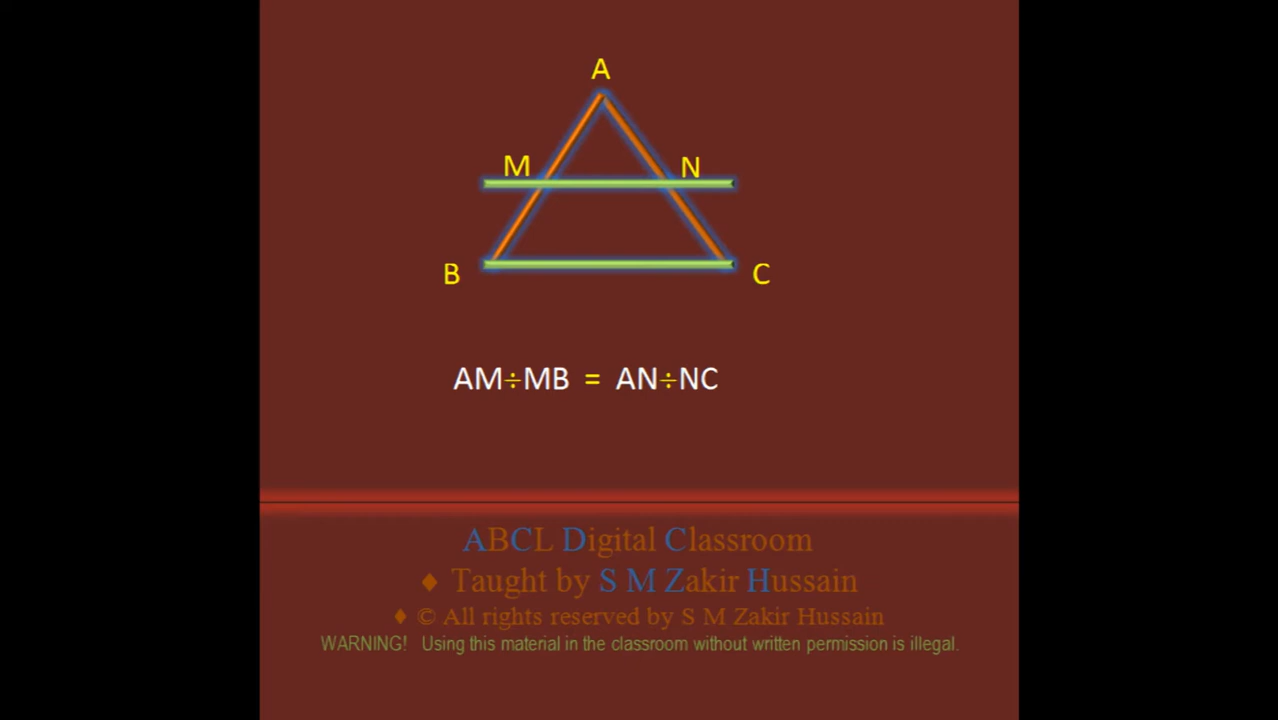 A
M N
B C
AM÷MB = AN÷NC
ABCL Digital Classroom
♦ Taught by S M Zakir Hussain
♦ © All rights reserved by S M Zakir Hussain
WARNING! Using this material in the classroom without written permission is illegal.